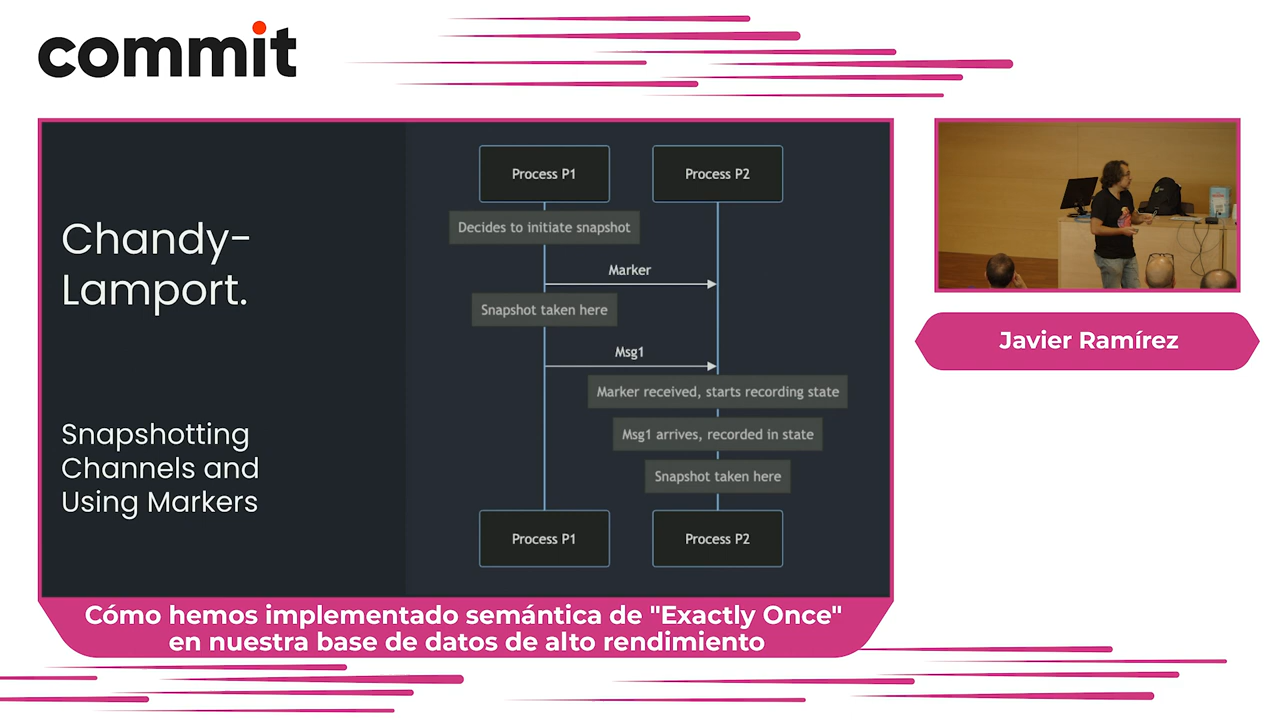 commit
Chandy-
Lamport.
Snapshotting
Channels and
Using Markers
Process P1
Process P2
Decides to initiate snapshot
Marker
Snapshot taken here
Msg1
Marker received, starts recording state
Msg1 arrives, recorded in state
Snapshot taken here
Process P1
Process P2
Javier Ramírez
Cómo hemos implementado semántica de "Exactly Once"
en nuestra base de datos de alto rendimiento